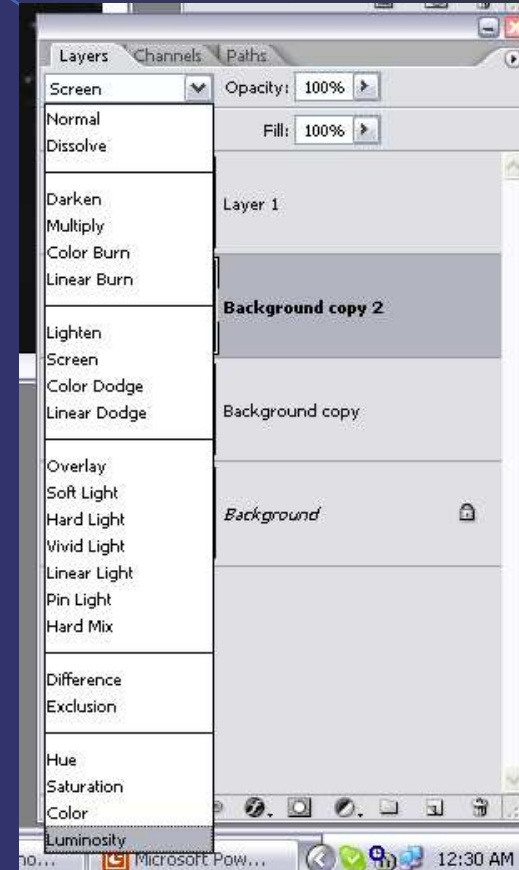 Layers Channels Paths
Screen Opacity: 100%
Normal
Fill: 100%
Dissolve
Darken
Layer 1
Multiply
Color Burn
Linear Burn
Background copy 2
Lighten
Screen
Color Dodge
Linear Dodge
Background copy
Overlay
Soft Light
Hard Light
Background
Vivid Light
Linear Light
Pin Light
Hard Mix
Difference
Exclusion
Hue
Saturation
Color
Luminosity
Microsoft Pow... 12:30 AM